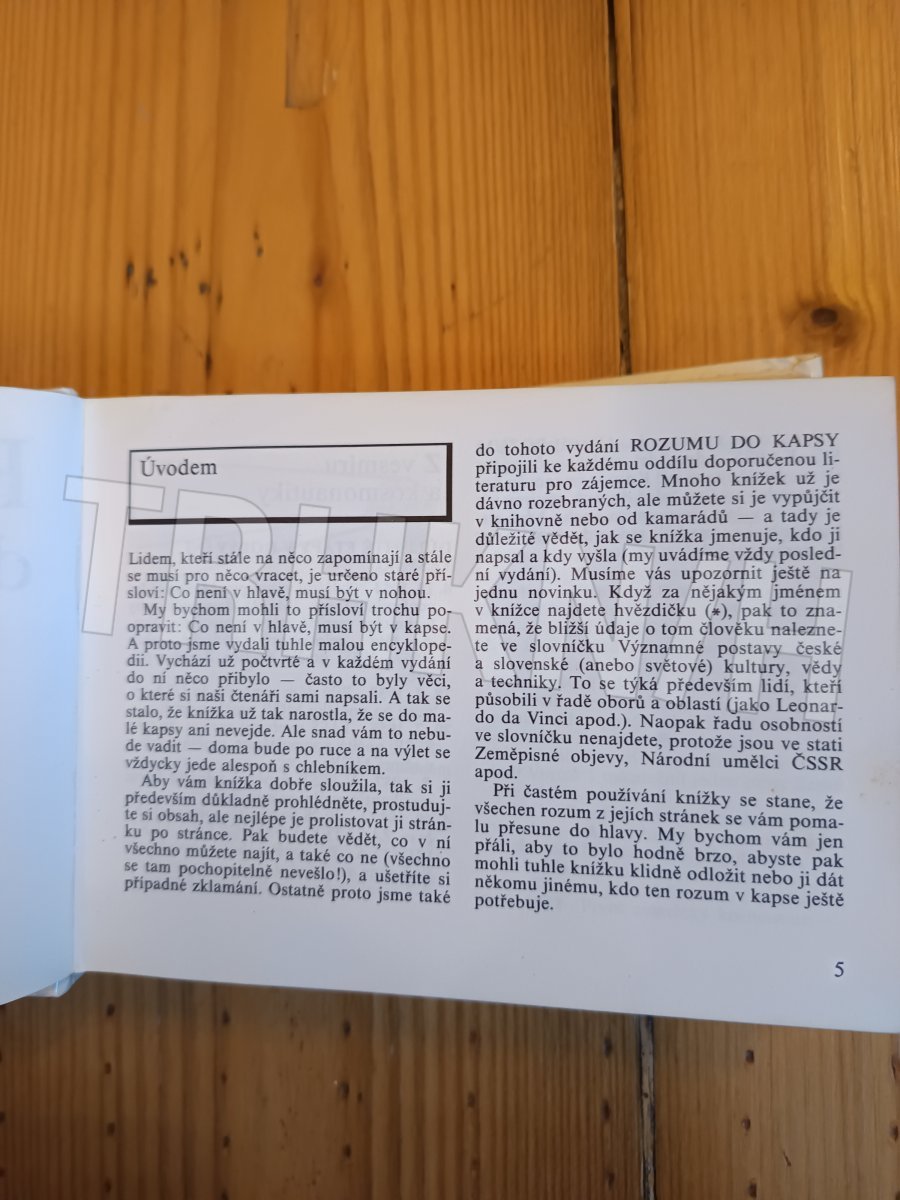 Úvodem
Lidem, kteří stále na něco zapomínají a stále
se musí pro něco vracet, je určeno staré pří-
sloví: Co není v hlavě, musí být v nohou.
My bychom mohli to přísloví trochu po-
opravit: Co není v hlavě, musí být v kapse.
A proto jsme vydali tuhle malou encyklope-
dii. Vychází už počtvrté a v každém vydání
do ní něco přibylo — často to byly věci,
o které si naši čtenáři sami napsali. A tak se
stalo, že knížka už tak narostla, že se do ma-
lé kapsy ani nevejde. Ale snad vám to nebu-
de vadit — doma bude po ruce a na výlet se
vždycky jede alespoň s chlebníkem.
Aby vám knížka dobře sloužila, tak si ji
především důkladně prohlédněte, prostuduj-
te si obsah, ale nejlépe je prolistovat ji strán-
ku po stránce. Pak budete vědět, co v ní
všechno můžete najít, a také co ne (všechno
se tam pochopitelně nevešlo!), a ušetříte si
případné zklamání. Ostatně proto jsme také
do tohoto vydání ROZUMU DO KAPSY
připojili ke každému oddílu doporučenou li-
teraturu pro zájemce. Mnoho knížek už je
dávno rozebraných, ale můžete si je vypůjčit
v knihovně nebo od kamarádů — a tady je
důležité vědět, jak se knížka jmenuje, kdo ji
napsal a kdy vyšla (my uvádíme vždy posled-
ní vydání). Musíme vás upozornit ještě na
jednu novinku. Když za nějakým jménem
v knížce najdete hvězdičku (*), pak to zna-
mená, že bližší údaje o tom člověku nalezne-
te ve slovníčku Významné postavy české
a slovenské (anebo světové) kultury, vědy
a techniky. To se týká především lidí, kteří
působili v řadě oborů a oblastí (jako Leonar-
do da Vinci apod.). Naopak řadu osobností
ve slovníčku nenajdete, protože jsou ve stati
Zeměpisné objevy, Národní umělci ČSSR
apod.
Při častém používání knížky se stane, že
všechen rozum z jejích stránek se vám poma-
lu přesune do hlavy. My bychom vám jen
přáli, aby to bylo hodně brzo, abyste pak
mohli tuhle knížku klidně odložit nebo ji dát
někomu jinému, kdo ten rozum v kapse ještě
potřebuje.
5